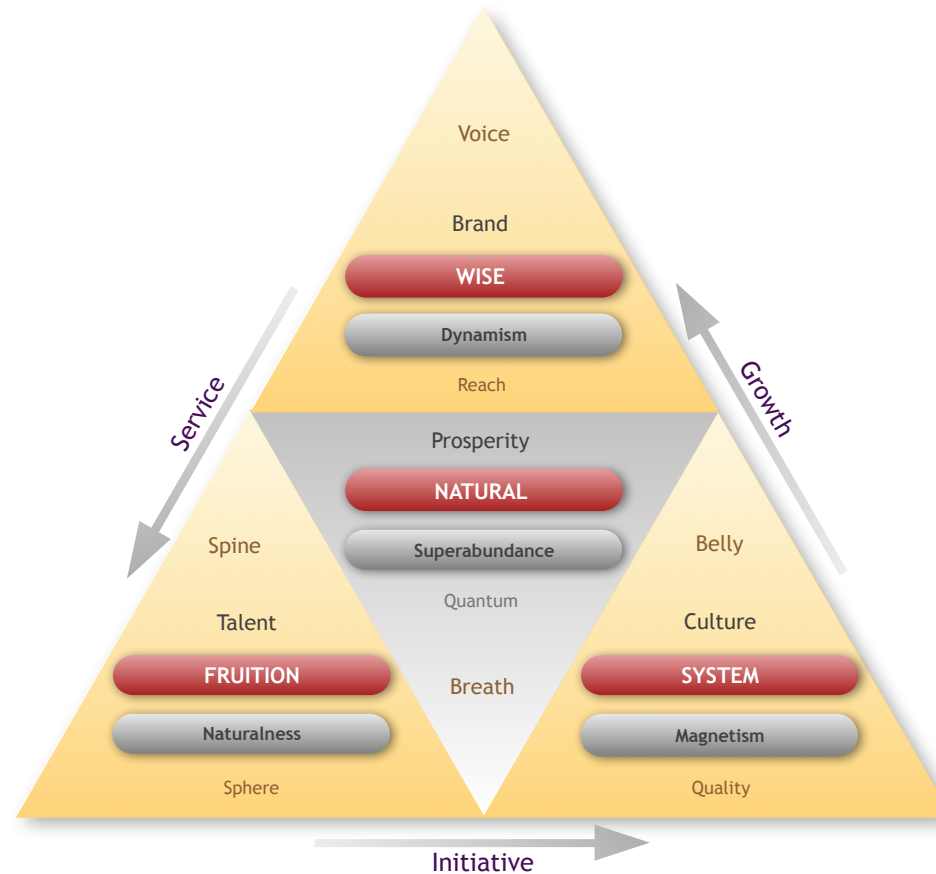 Voice
Brand
WISE
Dynamism
Reach
Service
Growth
Prosperity
NATURAL
Superabundance
Quantum
Breath
Spine
Talent
FRUITION
Naturalness
Sphere
Belly
Culture
SYSTEM
Magnetism
Quality
Initiative